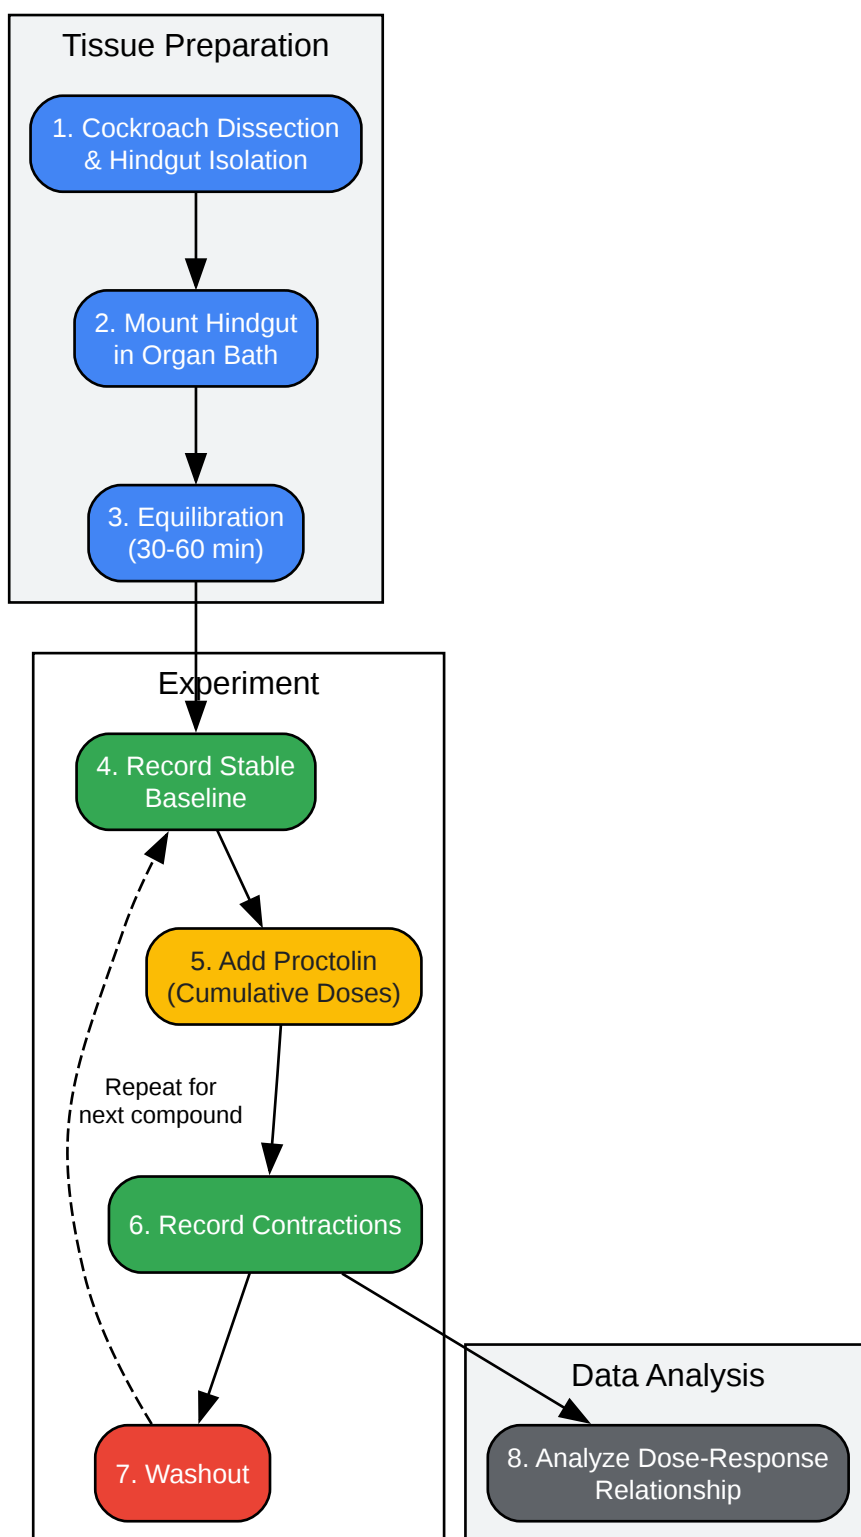 Tissue Preparation
1. Cockroach Dissection
& Hindgut Isolation
2. Mount Hindgut
in Organ Bath
3. Equilibration
(30-60 min)
Experiment
4. Record Stable
Baseline
5. Add Proctolin
(Cumulative Doses)
Repeat for
next compound
6. Record Contractions
7. Washout
Data Analysis
8. Analyze Dose-Response
Relationship